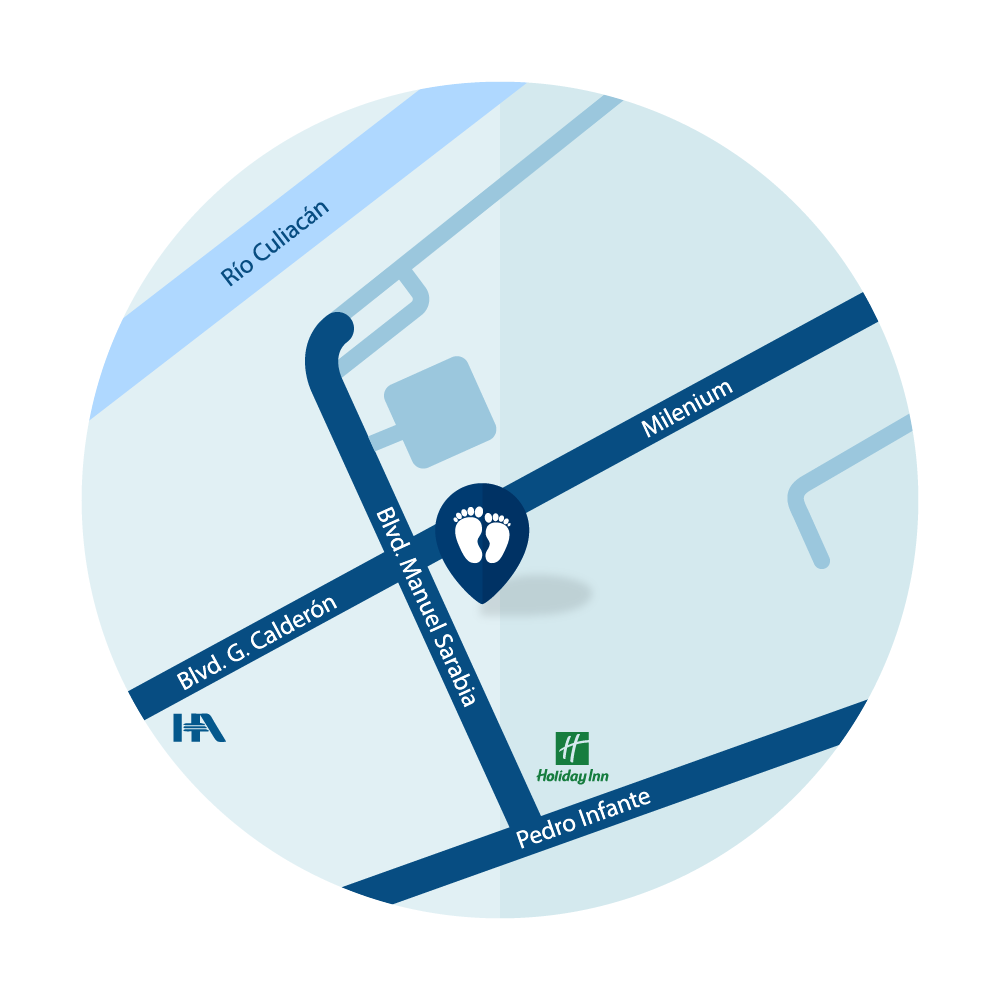 Río Culiacán
Milenium
Blvd. Manuel Sarabia
Blvd. G. Calderón
HA
Holiday Inn
Pedro Infante